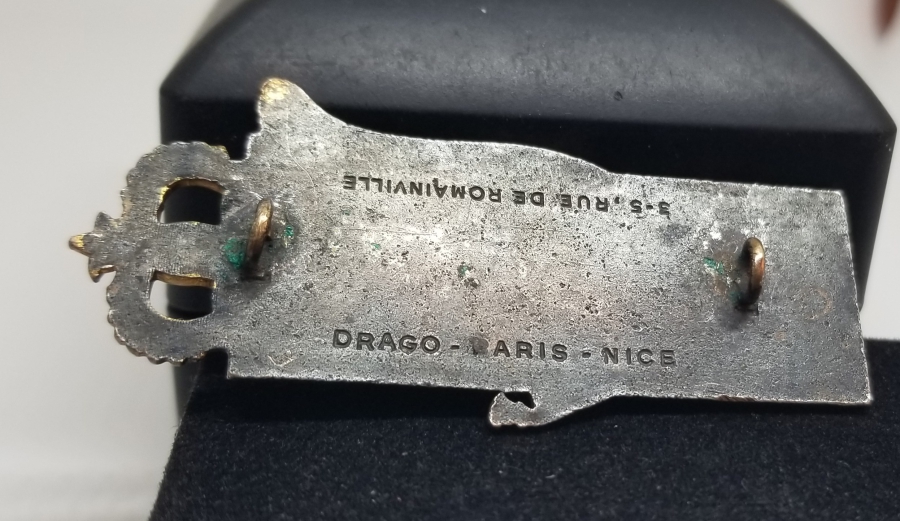 3-5, RUE DE ROMAINVILLE
DRAGO - PARIS - NICE